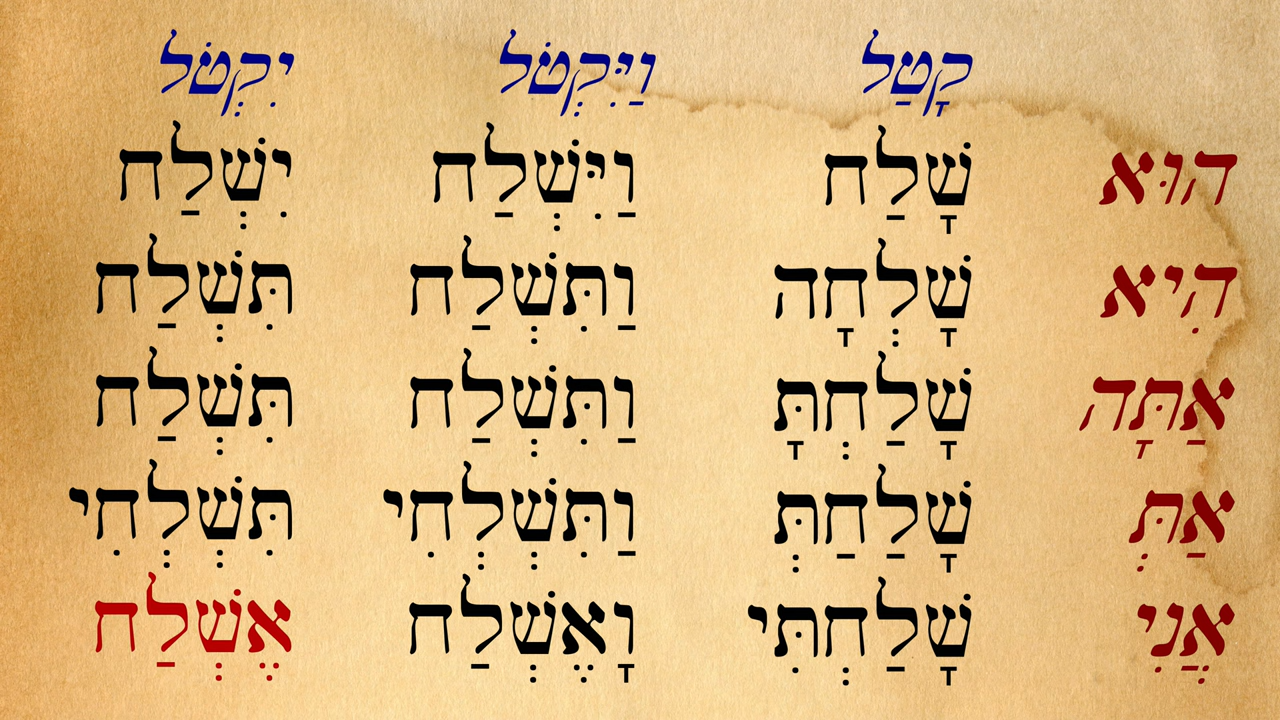 קָטַל וַיִּקְטֹל יִקְטֹל
הוּא שָׁלַח וַיִּשְׁלַח יִשְׁלַח
הִיא שָׁלְחָה וַתִּשְׁלַח תִּשְׁלַח
אַתָּה שָׁלַחְתָּ וַתִּשְׁלַח תִּשְׁלַח
אַתְּ שָׁלַחַתְּ וַתִּשְׁלְחִי תִּשְׁלְחִי
אֲנִי שָׁלַחְתִּי וָאֶשְׁלַח אֶשְׁלַח